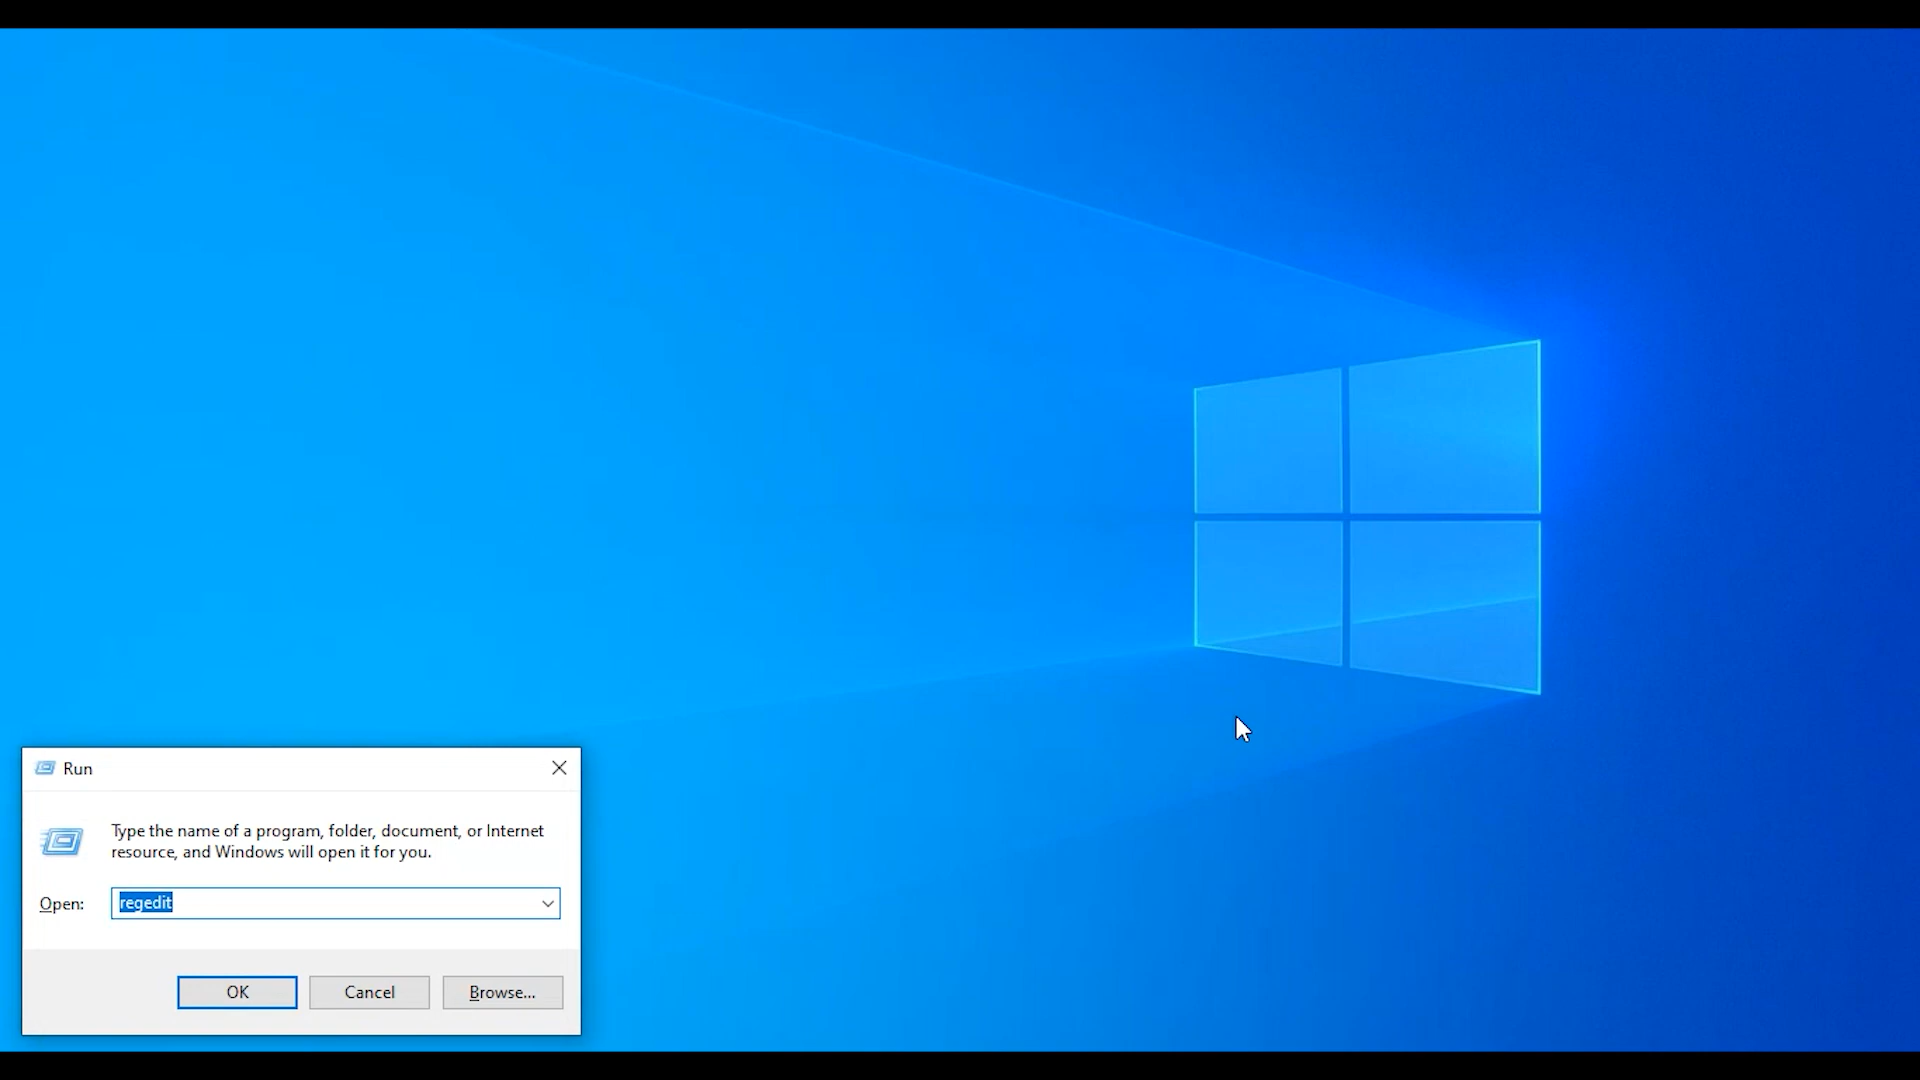 Run
Type the name of a program, folder, document, or Internet
resource, and Windows will open it for you.
Open:
regedit
OK
Cancel
Browse...